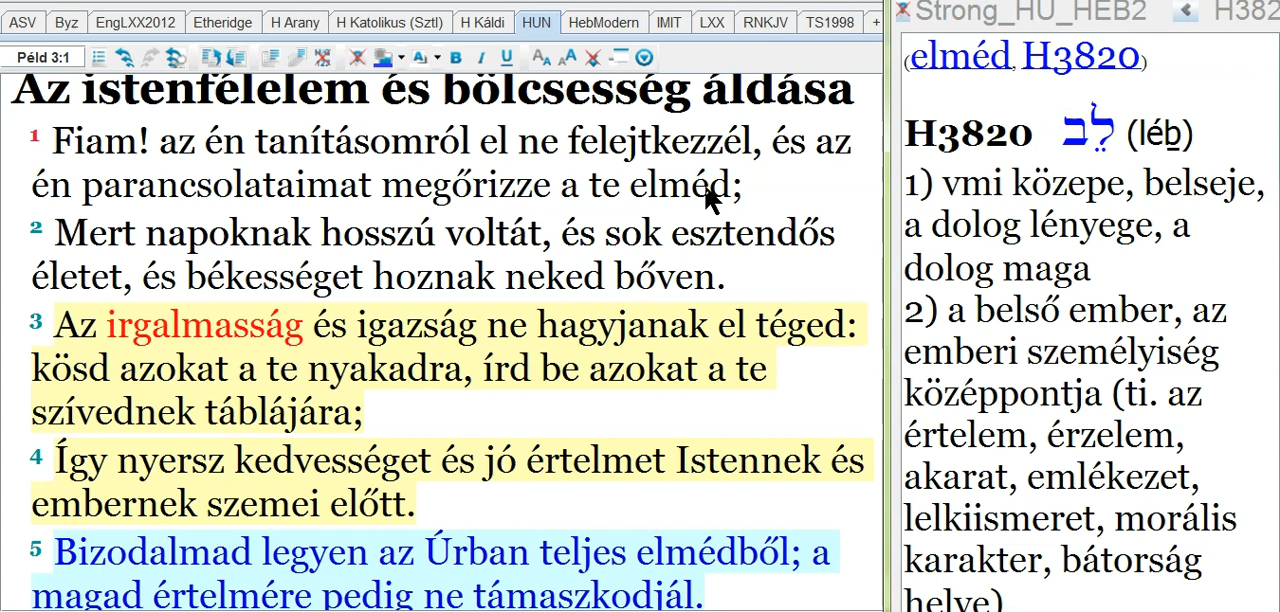 ASV Byz EngLXX2012 Etheridge H Arany H Katolikus (Sztl) H Káldi HUN HebModern IMIT LXX RNKJV TS1998 +
Péld 3:1
Az istenfélelem és bölcsesség áldása
1 Fiam! az én tanításomról el ne felejtkezzél, és az
én parancsolataimat megőrizze a te elméd;
2 Mert napoknak hosszú voltát, és sok esztendős
életet, és békességet hoznak neked bőven.
3 Az irgalmasság és igazság ne hagyjanak el téged:
kösd azokat a te nyakadra, írd be azokat a te
szívednek táblájára;
4 Így nyersz kedvességet és jó értelmet Istennek és
embernek szemei előtt.
5 Bizodalmad legyen az Úrban teljes elmédből; a
magad értelmére pedig ne támaszkodjál.
Strong_HU_HEB2 H382
(elméd, H3820)
H3820 לֵב (léḇ)
1) vmi közepe, belseje,
a dolog lényege, a
dolog maga
2) a belső ember, az
emberi személyiség
középpontja (ti. az
értelem, érzelem,
akarat, emlékezet,
lelkiismeret, morális
karakter, bátorság
helye)